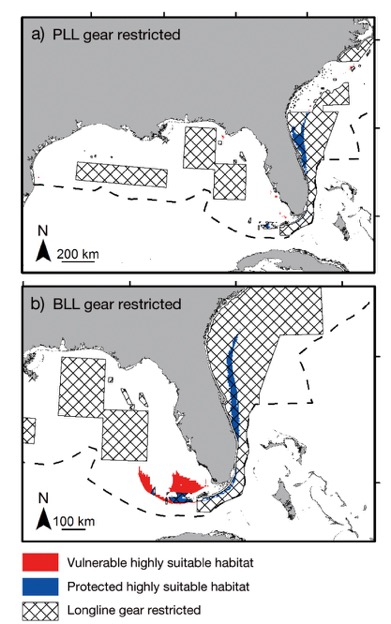 a) PLL gear restricted
N
200 km
b) BLL gear restricted
N
100 km
Vulnerable highly suitable habitat
Protected highly suitable habitat
Longline gear restricted